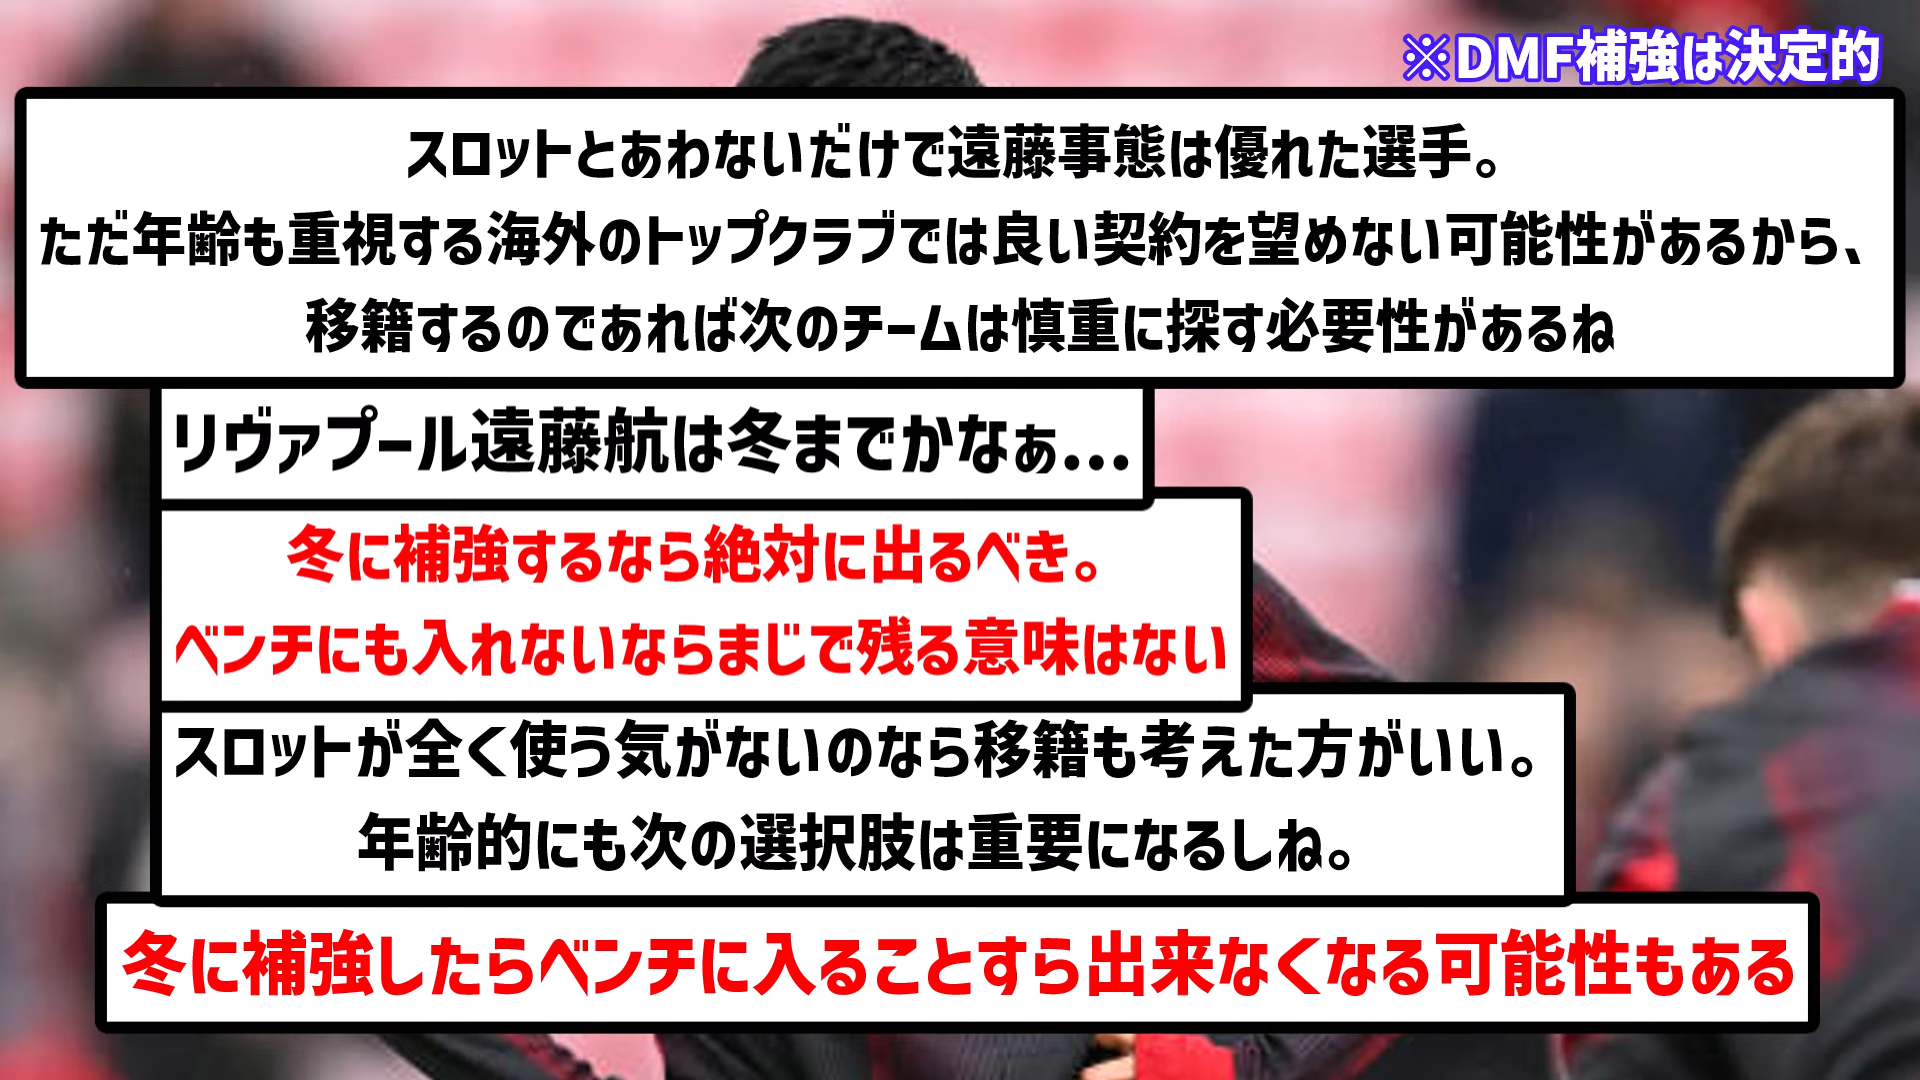 ※DMF補強は決定的
スロットとあわないだけで遠藤事態は優れた選手。
ただ年齢も重視する海外のトップクラブでは良い契約を望めない可能性があるから、
移籍するのであれば次のチームは慎重に探す必要性があるね
リヴァプール遠藤航は冬までかなぁ...
冬に補強するなら絶対に出るべき。
ベンチにも入れないならまじで残る意味はない
スロットが全く使う気がないのなら移籍も考えた方がいい。
年齢的にも次の選択肢は重要になるしね。
冬に補強したらベンチに入ることすら出来なくなる可能性もある